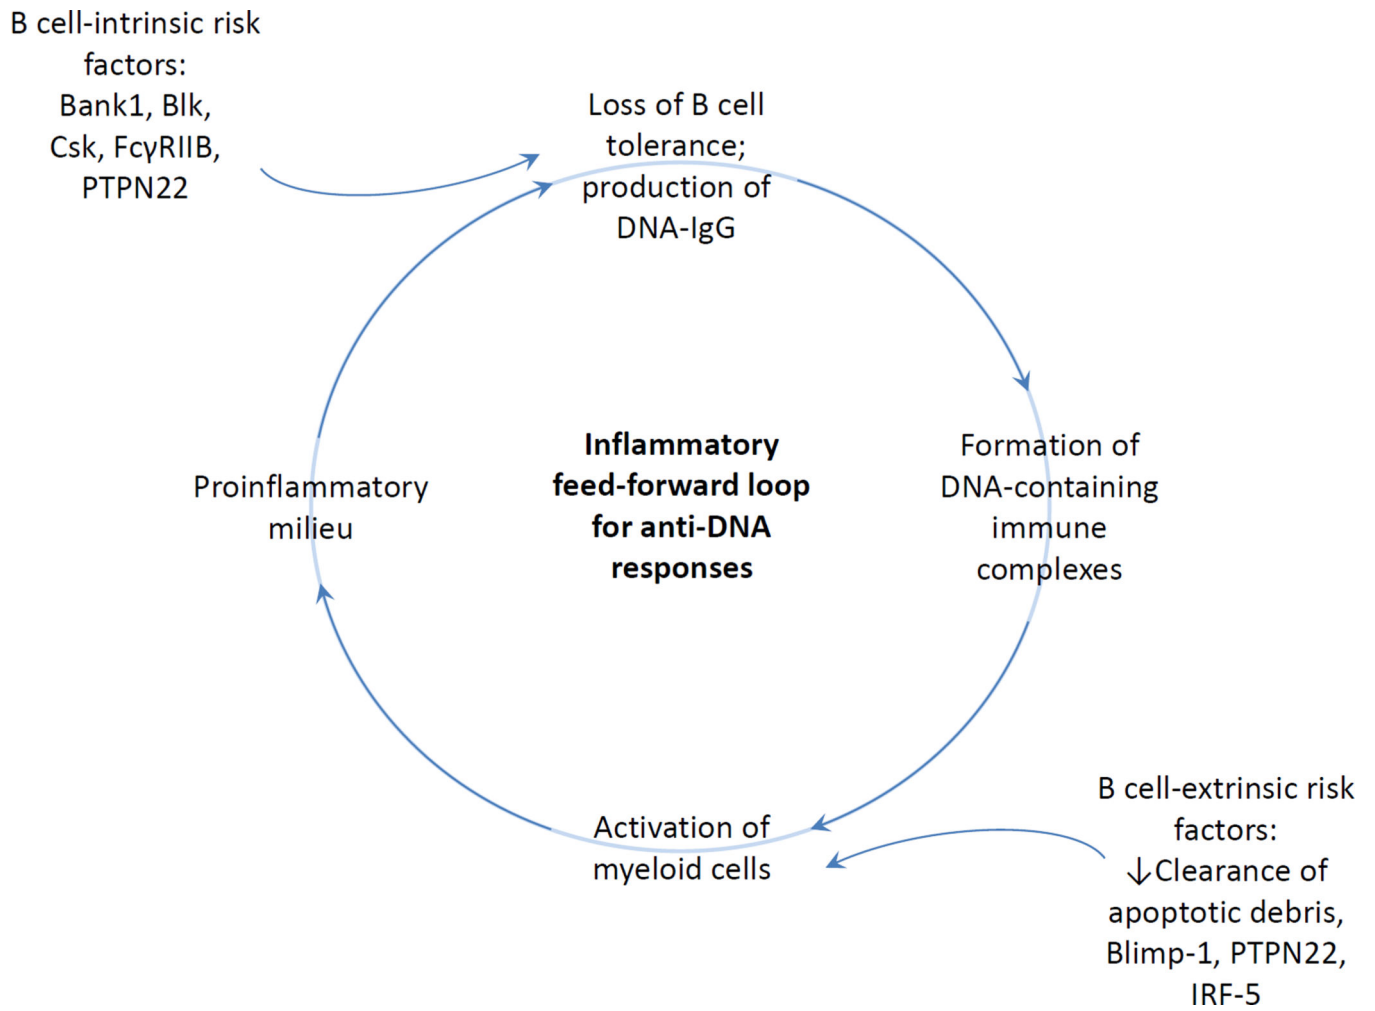 B cell-intrinsic risk
factors:
Bank1, Blk,
Csk, FcγRIIB,
PTPN22
Loss of B cell
tolerance;
production of
DNA-IgG
Inflammatory
feed-forward loop
for anti-DNA
responses
Proinflammatory
milieu
Formation of
DNA-containing
immune
complexes
Activation of
myeloid cells
B cell-extrinsic risk
factors:
↓Clearance of
apoptotic debris,
Blimp-1, PTPN22,
IRF-5